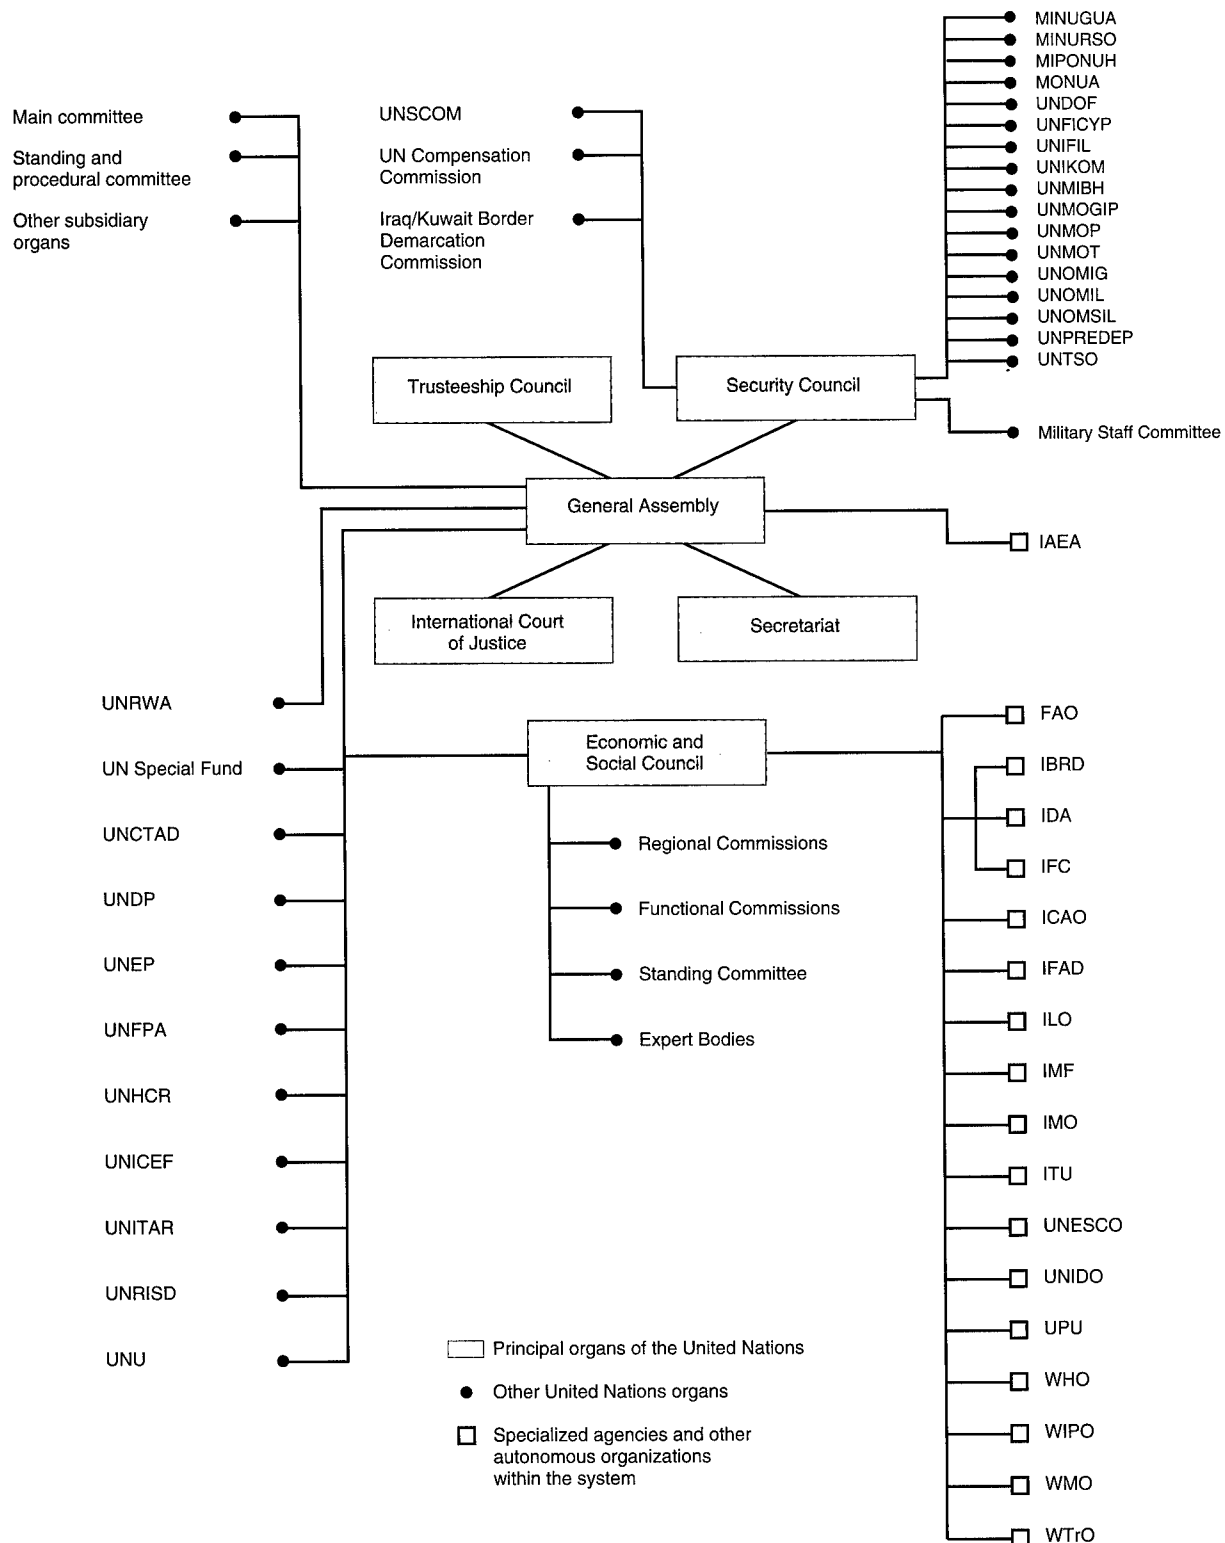 Main committee
Standing and
procedural committee
Other subsidiary
organs
UNSCOM
UN Compensation
Commission
Iraq/Kuwait Border
Demarcation
Commission
MINUGUA
MINURSO
MIPONUH
MONUA
UNDOF
UNFICYP
UNIFIL
UNIKOM
UNMIBH
UNMOGIP
UNMOP
UNMOT
UNOMIG
UNOMIL
UNOMSIL
UNPREDEP
UNTSO
Military Staff Committee
Trusteeship Council
Security Council
General Assembly
IAEA
International Court
of Justice
Secretariat
UNRWA
UN Special Fund
UNCTAD
UNDP
UNEP
UNFPA
UNHCR
UNICEF
UNITAR
UNRISD
UNU
Economic and
Social Council
Regional Commissions
Functional Commissions
Standing Committee
Expert Bodies
FAO
IBRD
IDA
IFC
ICAO
IFAD
ILO
IMF
IMO
ITU
UNESCO
UNIDO
UPU
WHO
WIPO
WMO
WTrO
Principal organs of the United Nations
Other United Nations organs
Specialized agencies and other
autonomous organizations
within the system